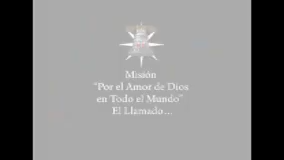 Misión
"Por el Amor de Dios
en Todo el Mundo"
El Llamado...